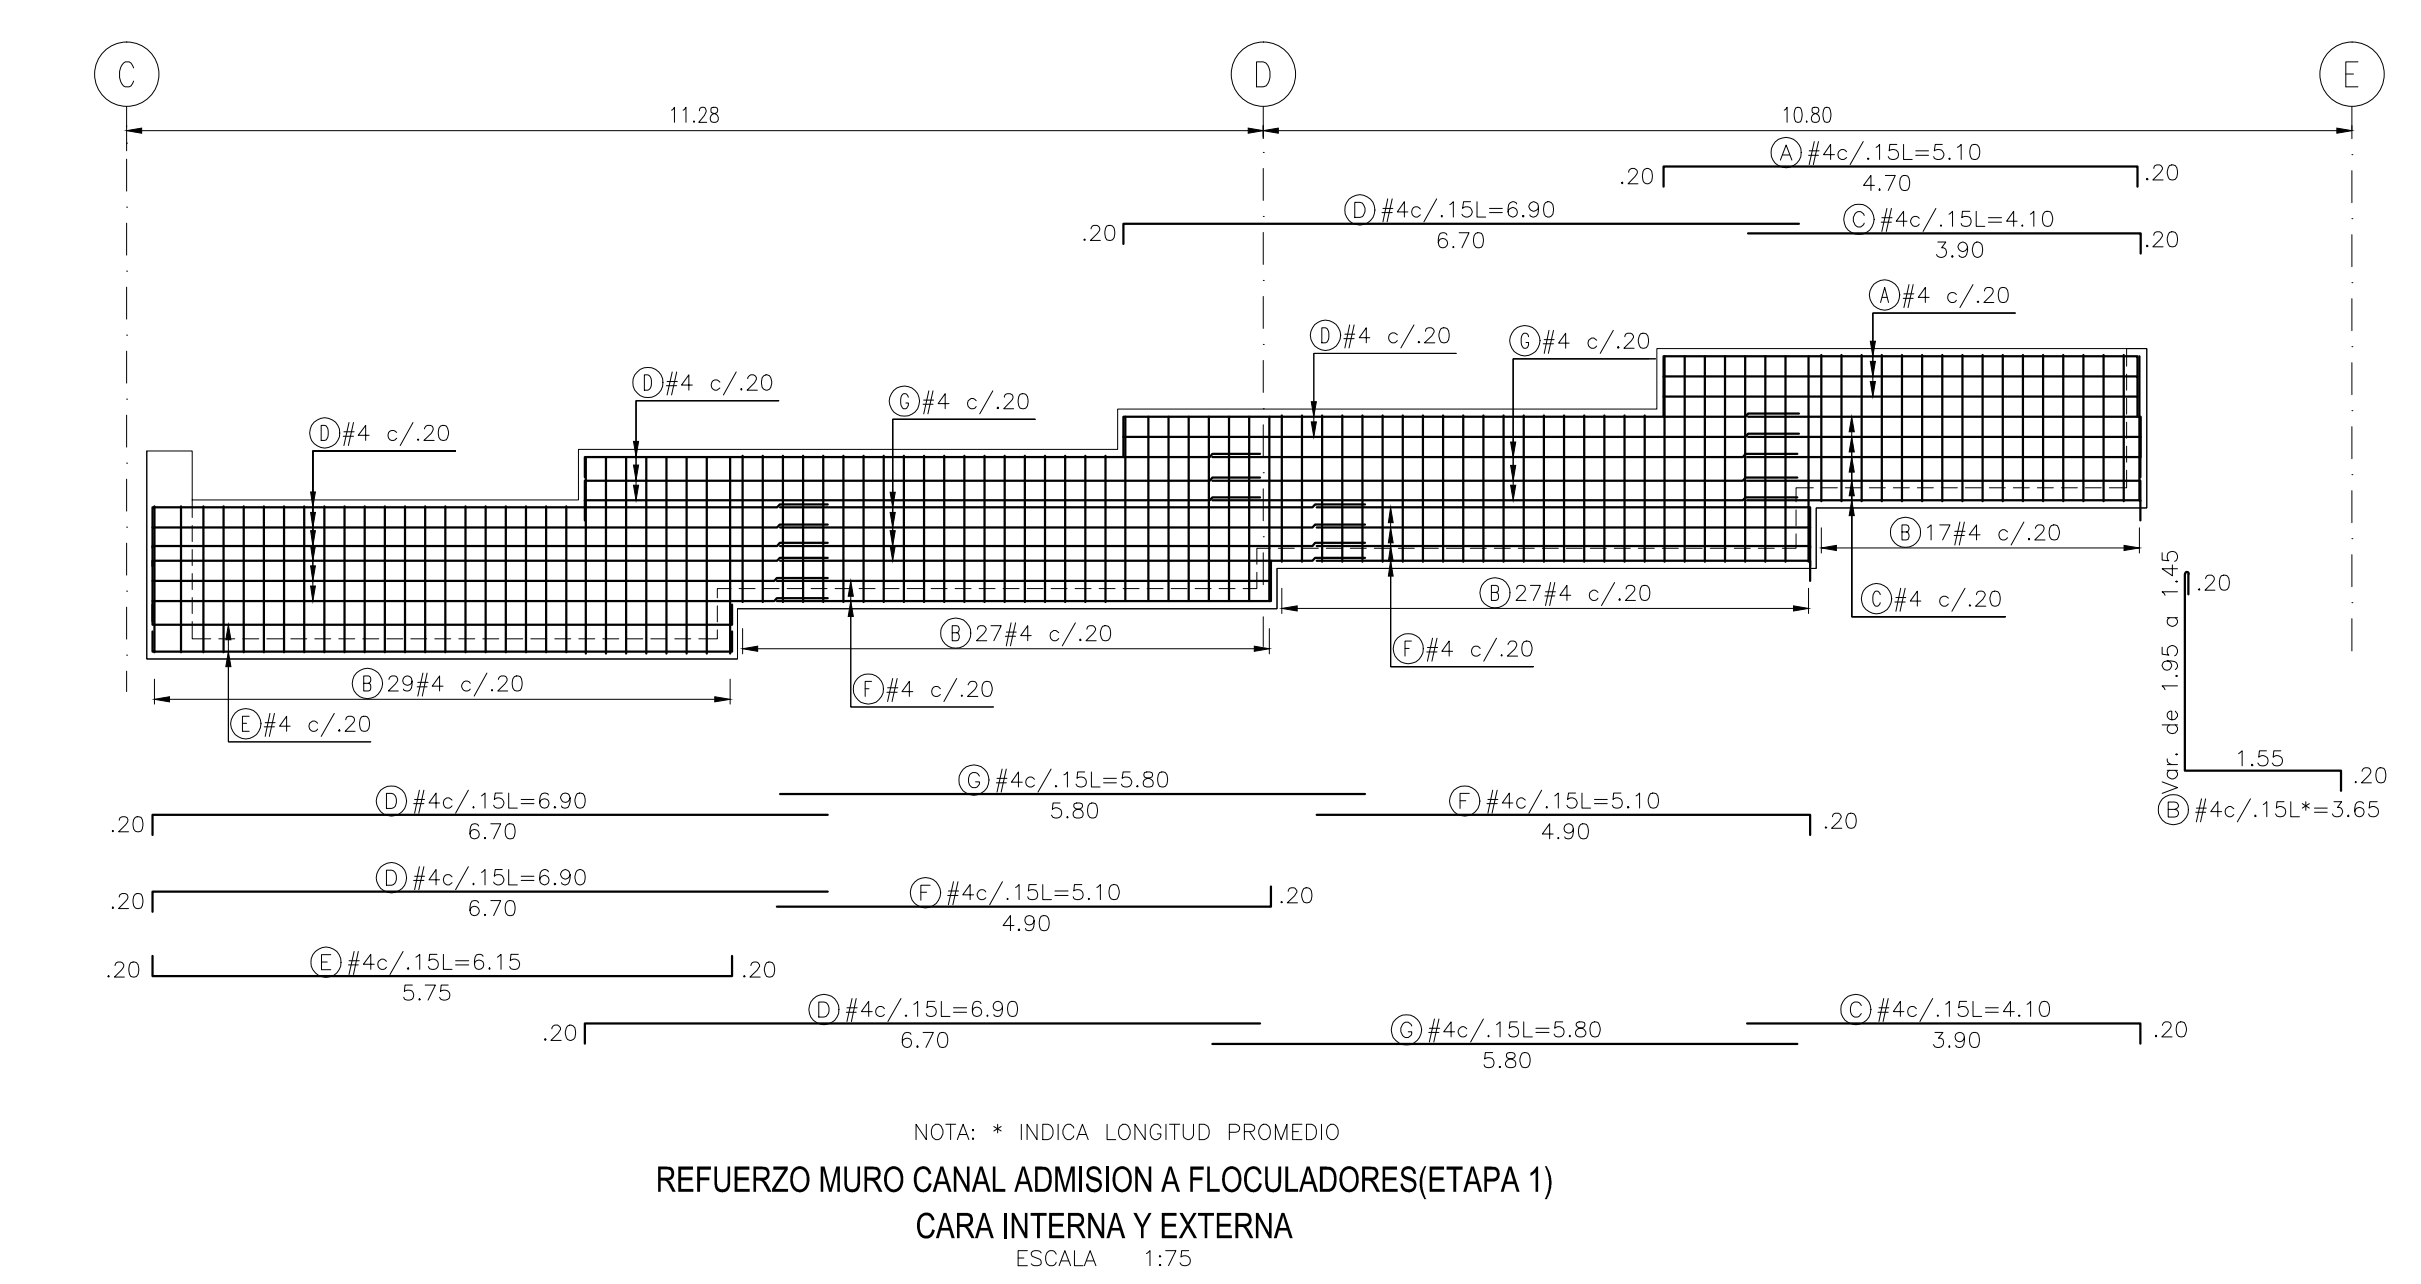 C
D
E
11.28
10.80
A #4c/.15L=5.10
.20
4.70
.20
D #4c/.15L=6.90
.20
6.70
C #4c/.15L=4.10
3.90
.20
A #4 c/.20
D #4 c/.20
G #4 c/.20
D #4 c/.20
G #4 c/.20
D #4 c/.20
B 17#4 c/.20
B 27#4 c/.20
C #4 c/.20
B 27#4 c/.20
F #4 c/.20
B 29#4 c/.20
F #4 c/.20
E #4 c/.20
Var. de 1.95 a 1.45
.20
1.55
.20
B #4c/.15L*=3.65
G #4c/.15L=5.80
5.80
D #4c/.15L=6.90
.20
6.70
F #4c/.15L=5.10
4.90
.20
D #4c/.15L=6.90
.20
6.70
F #4c/.15L=5.10
4.90
.20
E #4c/.15L=6.15
.20
5.75
.20
D #4c/.15L=6.90
.20
6.70
G #4c/.15L=5.80
5.80
C #4c/.15L=4.10
3.90
.20
NOTA: * INDICA LONGITUD PROMEDIO
REFUERZO MURO CANAL ADMISION A FLOCULADORES(ETAPA 1)
CARA INTERNA Y EXTERNA
ESCALA 1:75